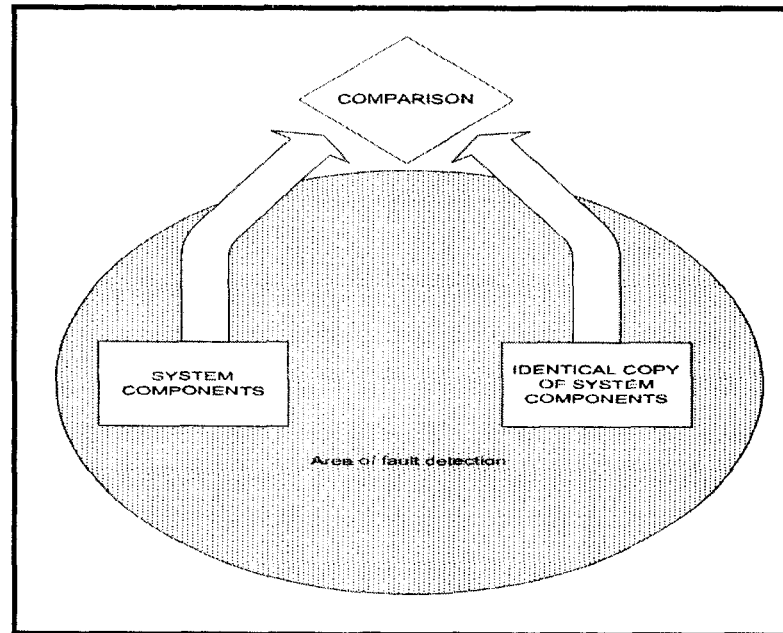 COMPARISON
SYSTEM
COMPONENTS
IDENTICAL COPY
OF SYSTEM
COMPONENTS
Area of fault detection